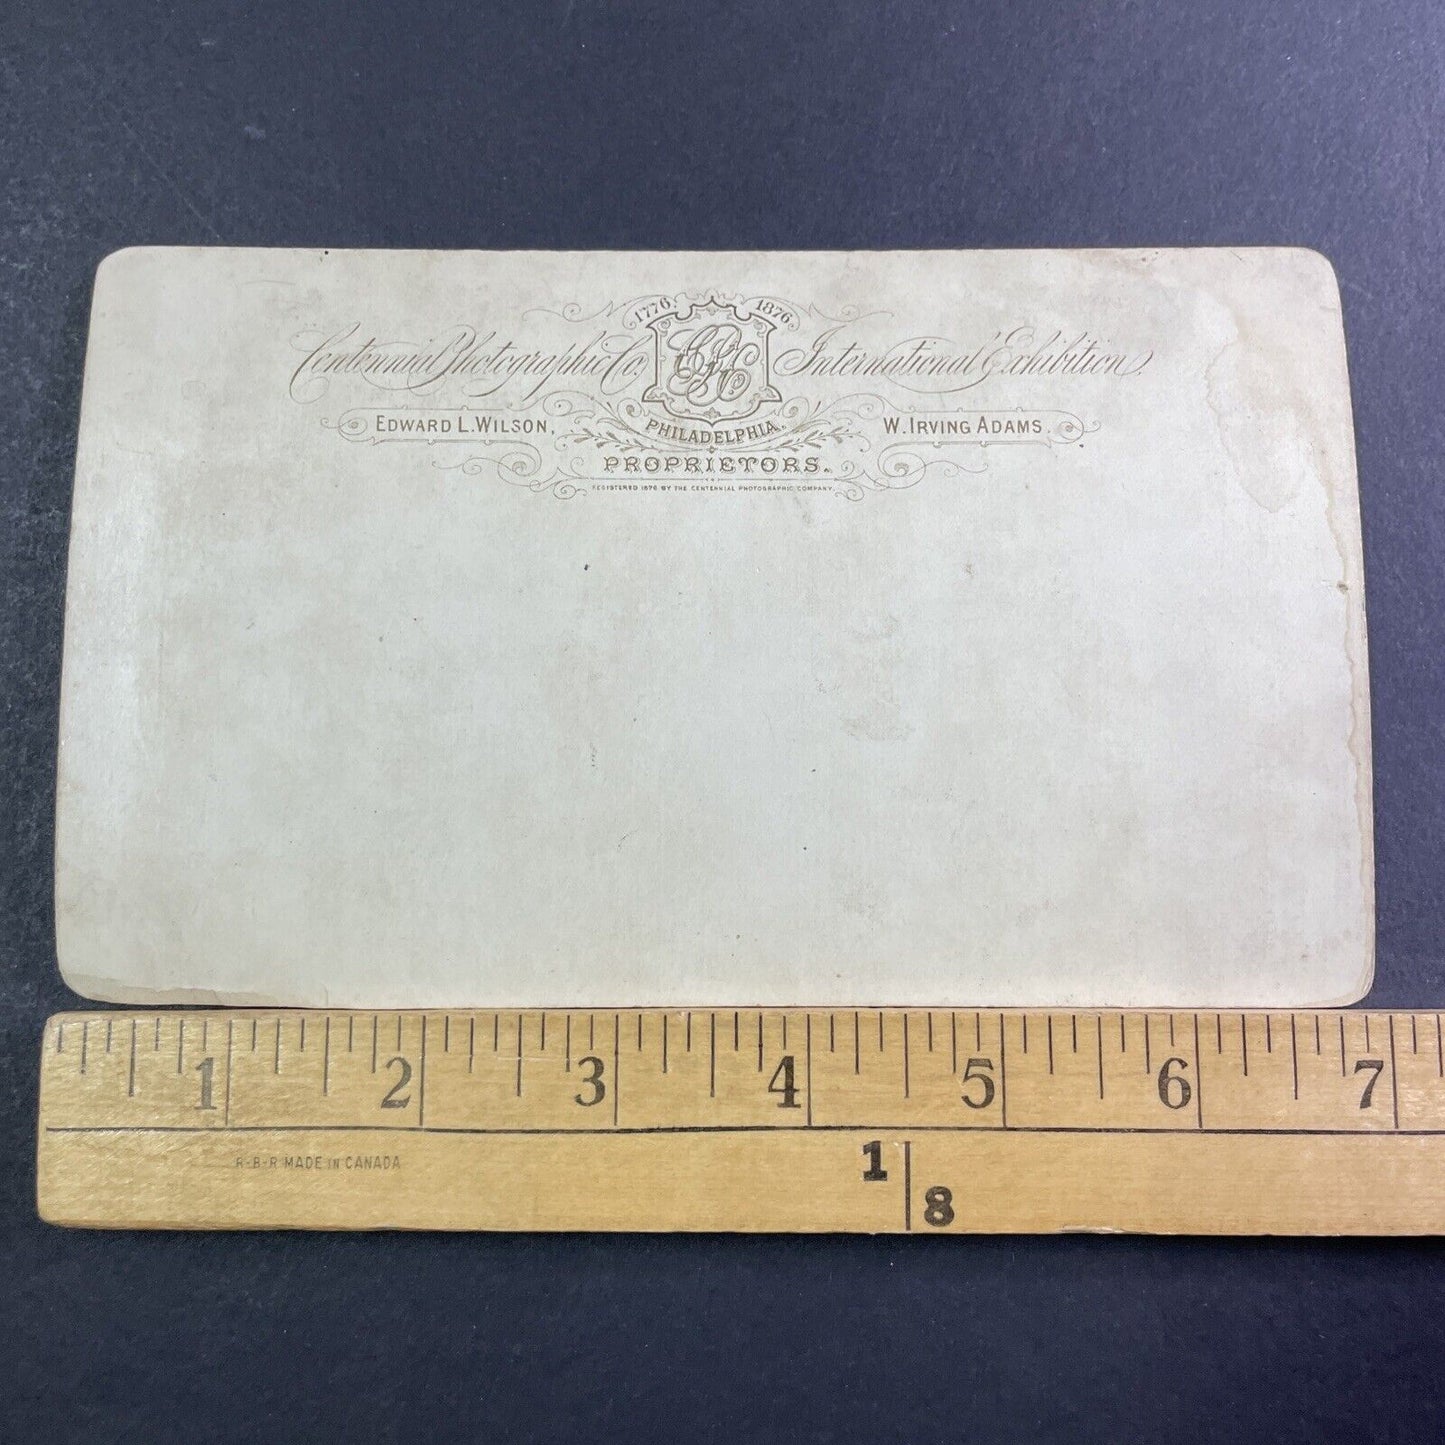 1776. 1876.
Centennial Photographic Co. CPC International Exhibition.
EDWARD L. WILSON. PHILADELPHIA. W. IRVING ADAMS.
PROPRIETORS.
REGISTERED 1876 BY THE CENTENNIAL PHOTOGRAPHIC COMPANY.
1 2 3 4 5 6 7
R-B-R MADE IN CANADA
1 8